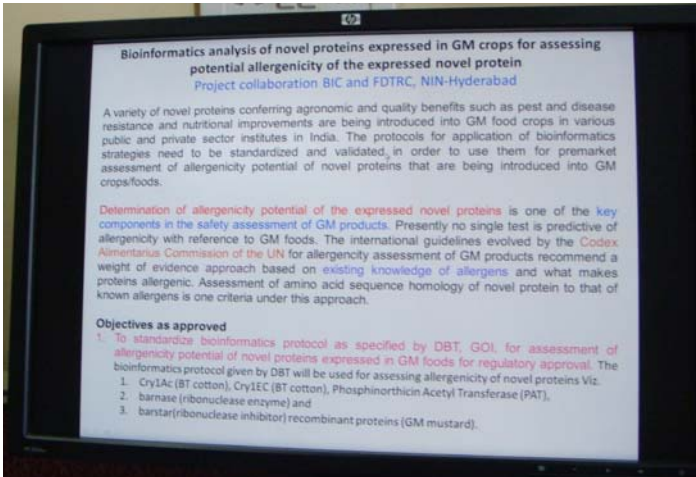 hp
Bioinformatics analysis of novel proteins expressed in GM crops for assessing
potential allergenicity of the expressed novel protein
Project collaboration BIC and FDTRC, NIN-Hyderabad
A variety of novel proteins conferring agronomic and quality benefits such as pest and disease
resistance and nutritional improvements are being introduced into GM food crops in various
public and private sector institutes in India. The protocols for application of bioinformatics
strategies need to be standardized and validated, in order to use them for premarket
assessment of allergenicity potential of novel proteins that are being introduced into GM
crops/foods.
Determination of allergenicity potential of the expressed novel proteins is one of the key
components in the safety assessment of GM products. Presently no single test is predictive of
allergenicity with reference to GM foods. The international guidelines evolved by the Codex
Alimentarius Commission of the UN for allergencity assessment of GM products recommend a
weight of evidence approach based on existing knowledge of allergens and what makes
proteins allergenic. Assessment of amino acid sequence homology of novel protein to that of
known allergens is one criteria under this approach.
Objectives as approved
1. To standardize bioinformatics protocol as specified by DBT, GOI, for assessment of
allergenicity potential of novel proteins expressed in GM foods for regulatory approval. The
bioinformatics protocol given by DBT will be used for assessing allergenicity of novel proteins Viz.
1. Cry1Ac (BT cotton), Cry1EC (BT cotton), Phosphinorthicin Acetyl Transferase (PAT),
2. barnase (ribonuclease enzyme) and
3. barstar(ribonuclease inhibitor) recombinant proteins (GM mustard).